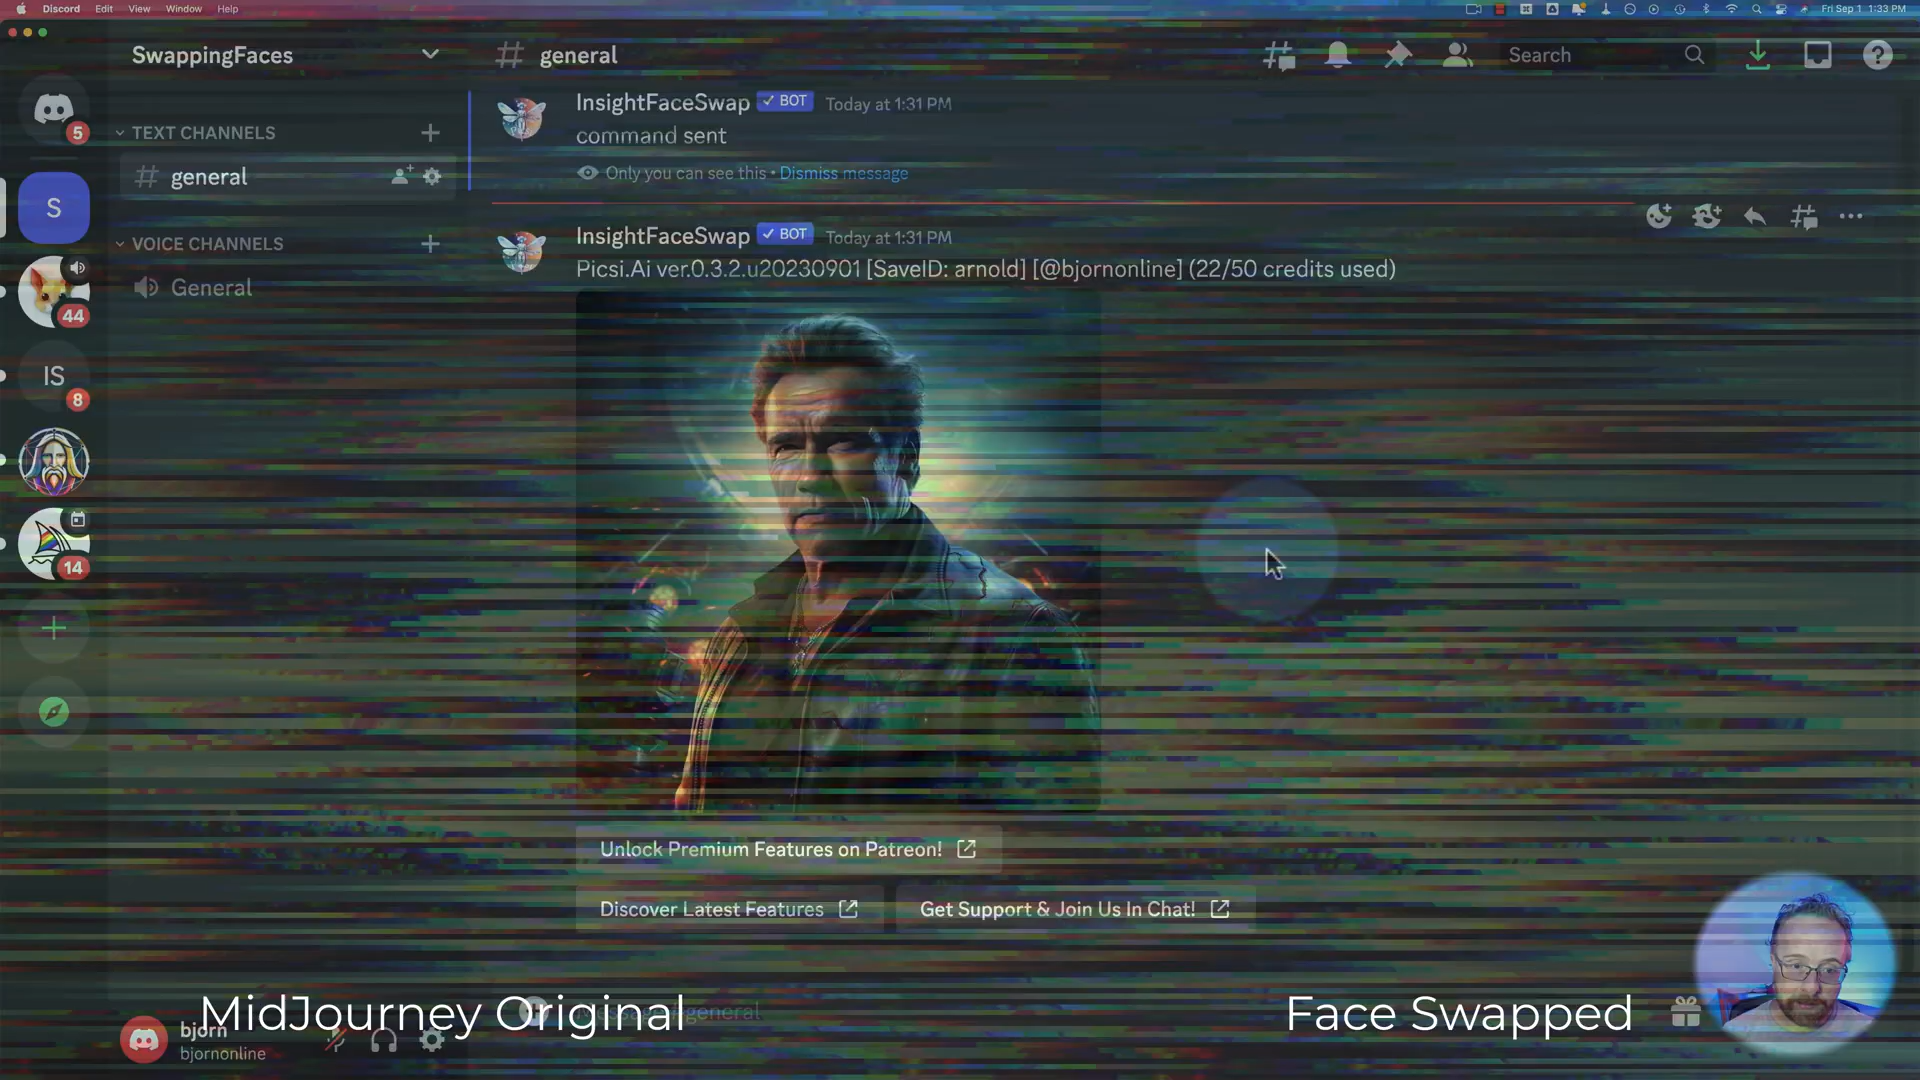 Discord Edit View Window Help
Fri Sep 1 1:33 PM
SwappingFaces
general
Search
5
TEXT CHANNELS
general
S
VOICE CHANNELS
General
44
IS
8
14
InsightFaceSwap ✓ BOT Today at 1:31 PM
command sent
Only you can see this • Dismiss message
InsightFaceSwap ✓ BOT Today at 1:31 PM
Picsi.Ai ver.0.3.2.u20230901 [SaveID: arnold] [@bjornonline] (22/50 credits used)
Unlock Premium Features on Patreon!
Discover Latest Features
Get Support & Join Us In Chat!
MidJourney Original
Face Swapped
bjorn
bjornonline